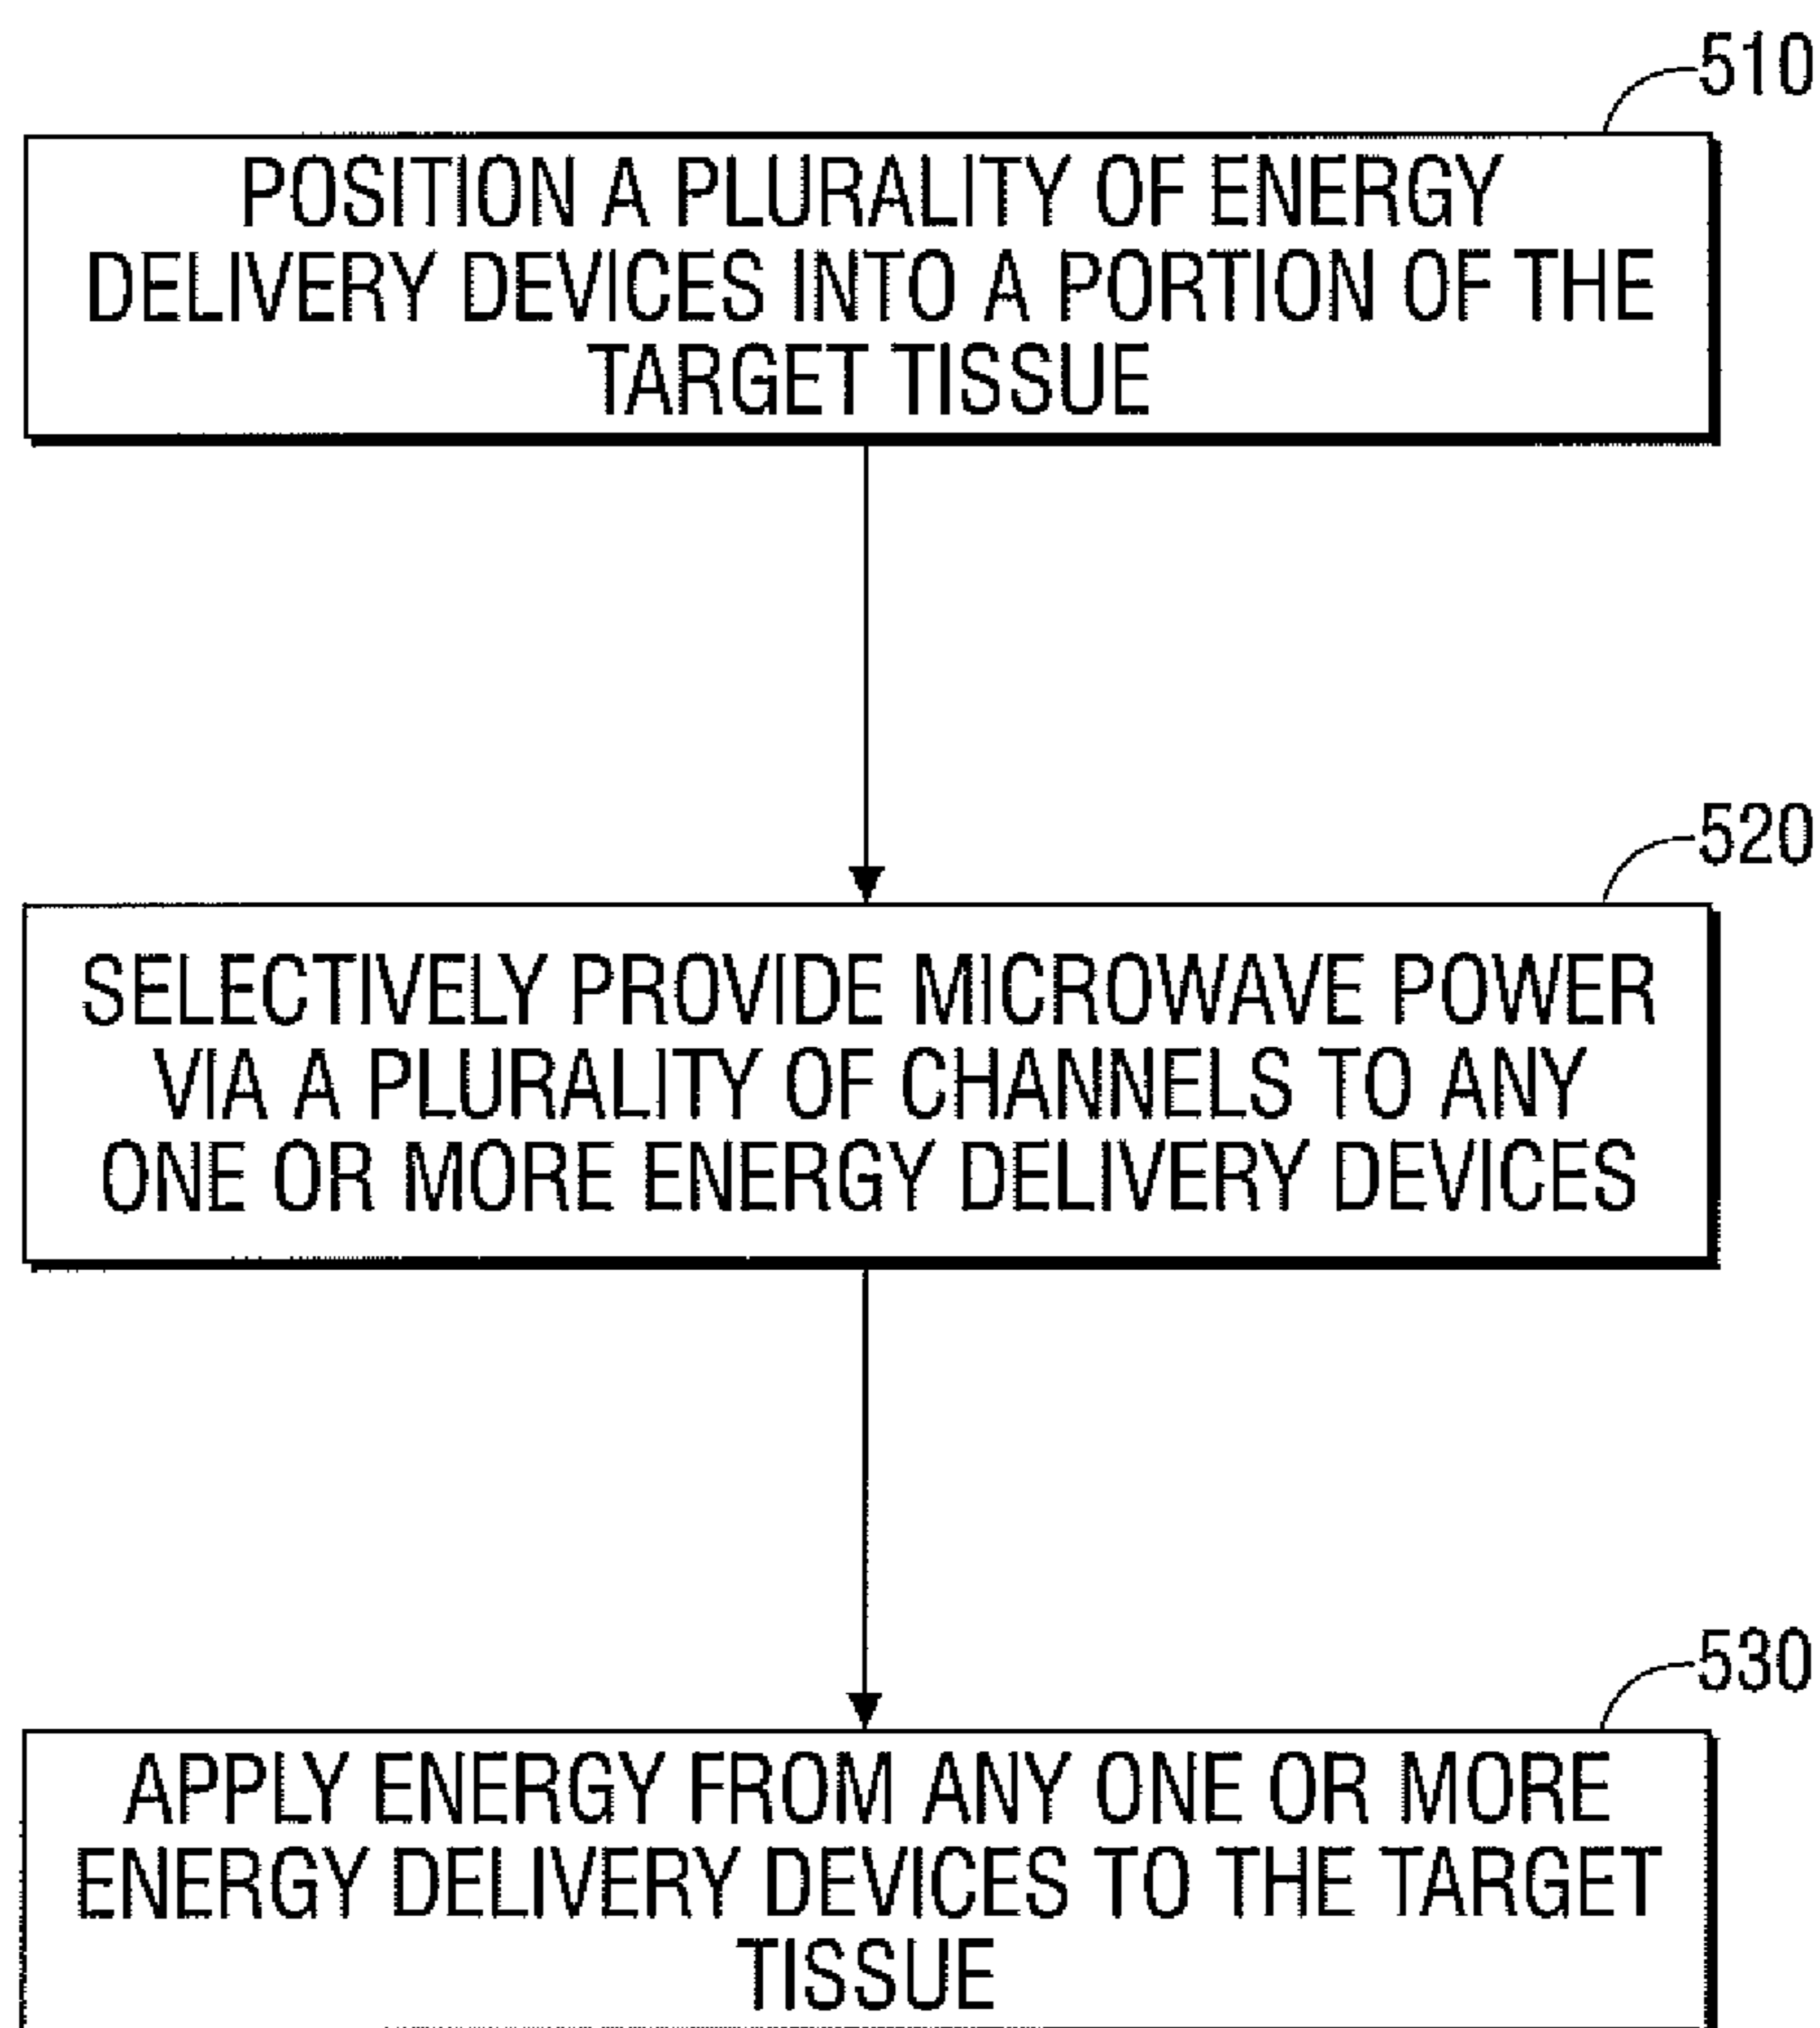 510
POSITION A PLURALITY OF ENERGY
DELIVERY DEVICES INTO A PORTION OF THE
TARGET TISSUE
520
SELECTIVELY PROVIDE MICROWAVE POWER
VIA A PLURALITY OF CHANNELS TO ANY
ONE OR MORE ENERGY DELIVERY DEVICES
530
APPLY ENERGY FROM ANY ONE OR MORE
ENERGY DELIVERY DEVICES TO THE TARGET
TISSUE